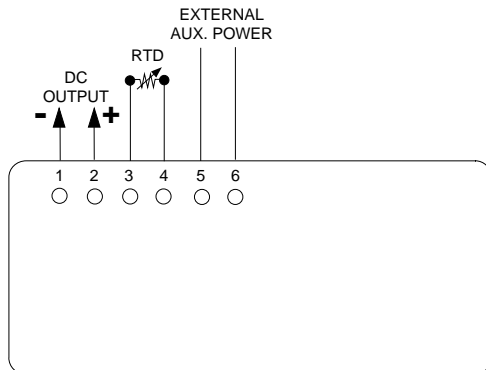 EXTERNAL
AUX. POWER
RTD
DC
OUTPUT
- +
1 2 3 4 5 6